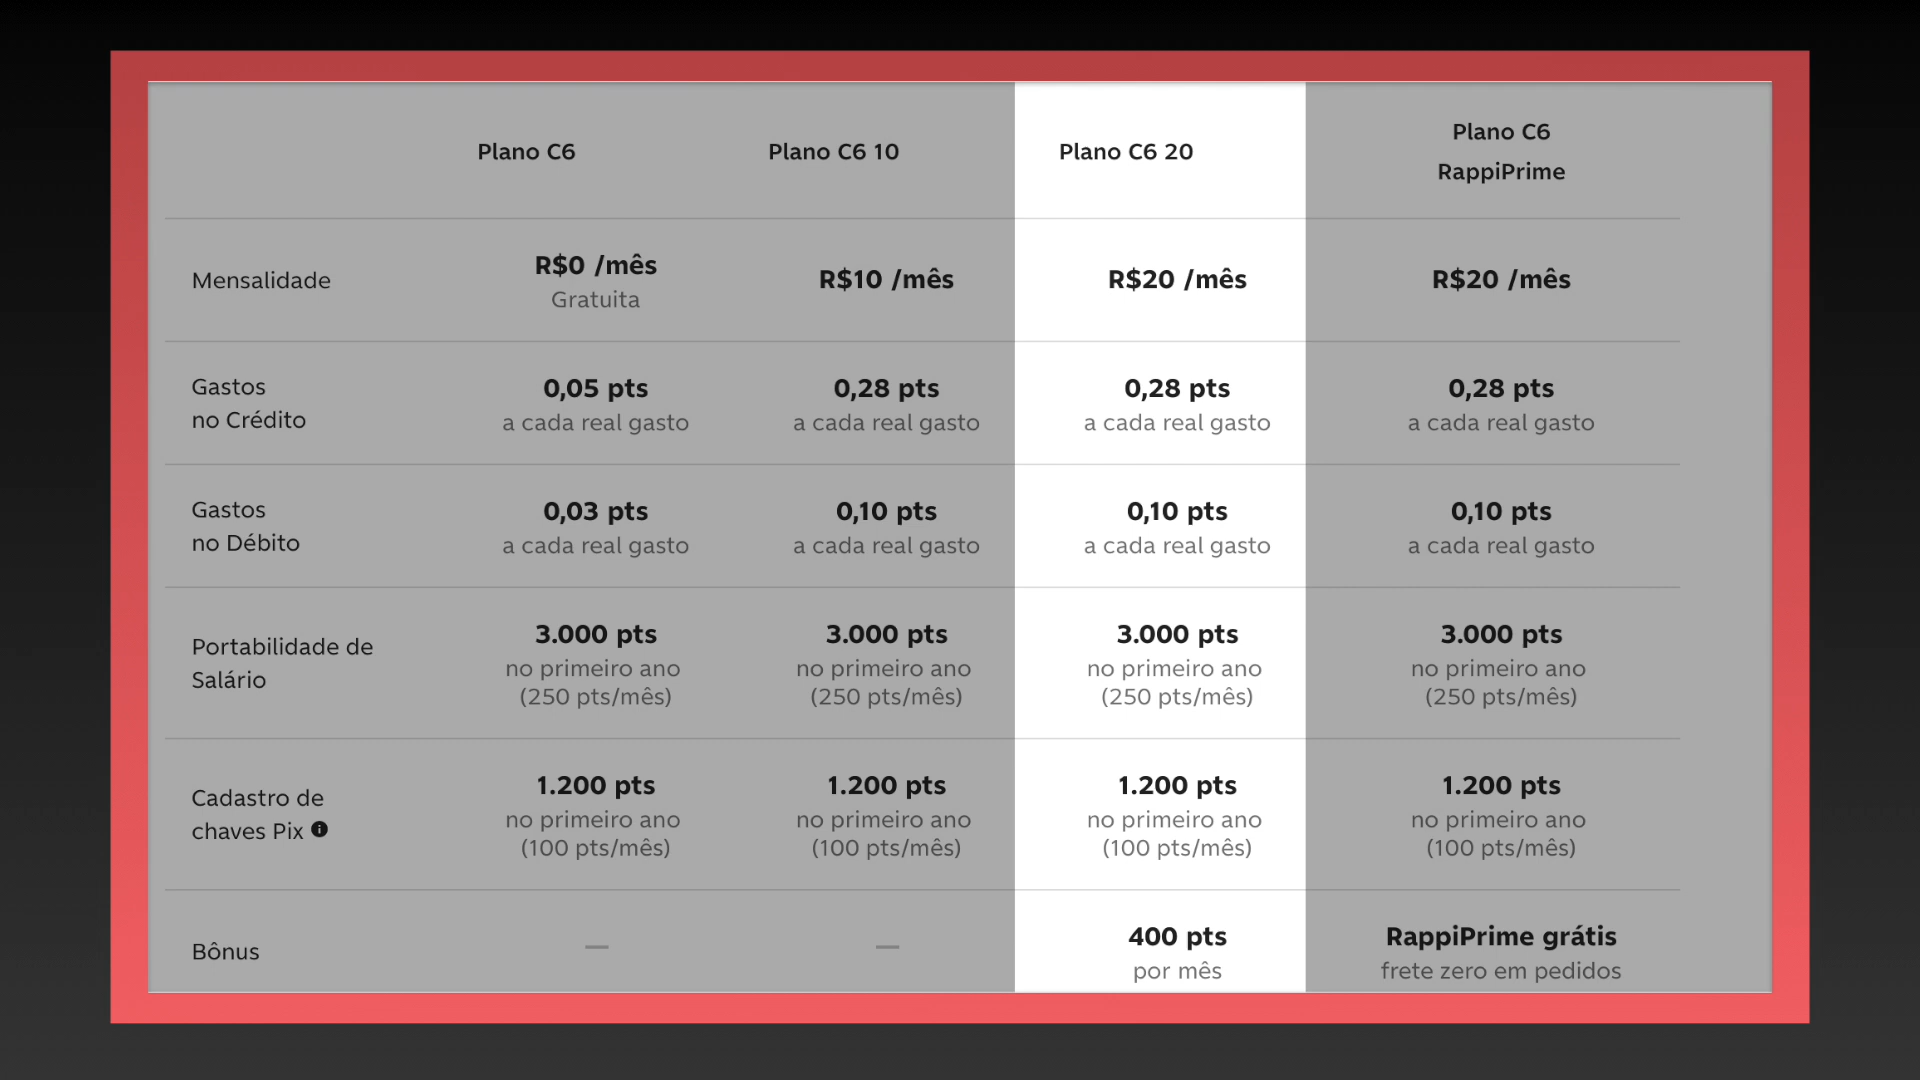 Plano C6
Plano C6 10
Plano C6 20
Plano C6
RappiPrime
Mensalidade
R$0 /mês
Gratuita
R$10 /mês
R$20 /mês
R$20 /mês
Gastos
no Crédito
0,05 pts
a cada real gasto
0,28 pts
a cada real gasto
0,28 pts
a cada real gasto
0,28 pts
a cada real gasto
Gastos
no Débito
0,03 pts
a cada real gasto
0,10 pts
a cada real gasto
0,10 pts
a cada real gasto
0,10 pts
a cada real gasto
Portabilidade de
Salário
3.000 pts
no primeiro ano
(250 pts/mês)
3.000 pts
no primeiro ano
(250 pts/mês)
3.000 pts
no primeiro ano
(250 pts/mês)
3.000 pts
no primeiro ano
(250 pts/mês)
Cadastro de
chaves Pix
1.200 pts
no primeiro ano
(100 pts/mês)
1.200 pts
no primeiro ano
(100 pts/mês)
1.200 pts
no primeiro ano
(100 pts/mês)
1.200 pts
no primeiro ano
(100 pts/mês)
Bônus
—
—
400 pts
por mês
RappiPrime grátis
frete zero em pedidos